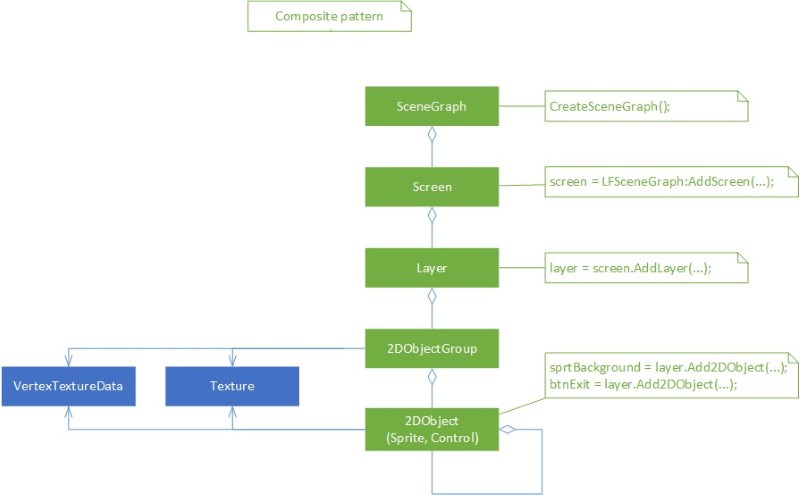 Composite pattern
SceneGraph
CreateSceneGraph();
Screen
screen = LFSceneGraph:AddScreen(...);
Layer
layer = screen.AddLayer(...);
2DObjectGroup
VertexTextureData
Texture
sprtBackground = layer.Add2DObject(...);
btnExit = layer.Add2DObject(...);
2DObject
(Sprite, Control)